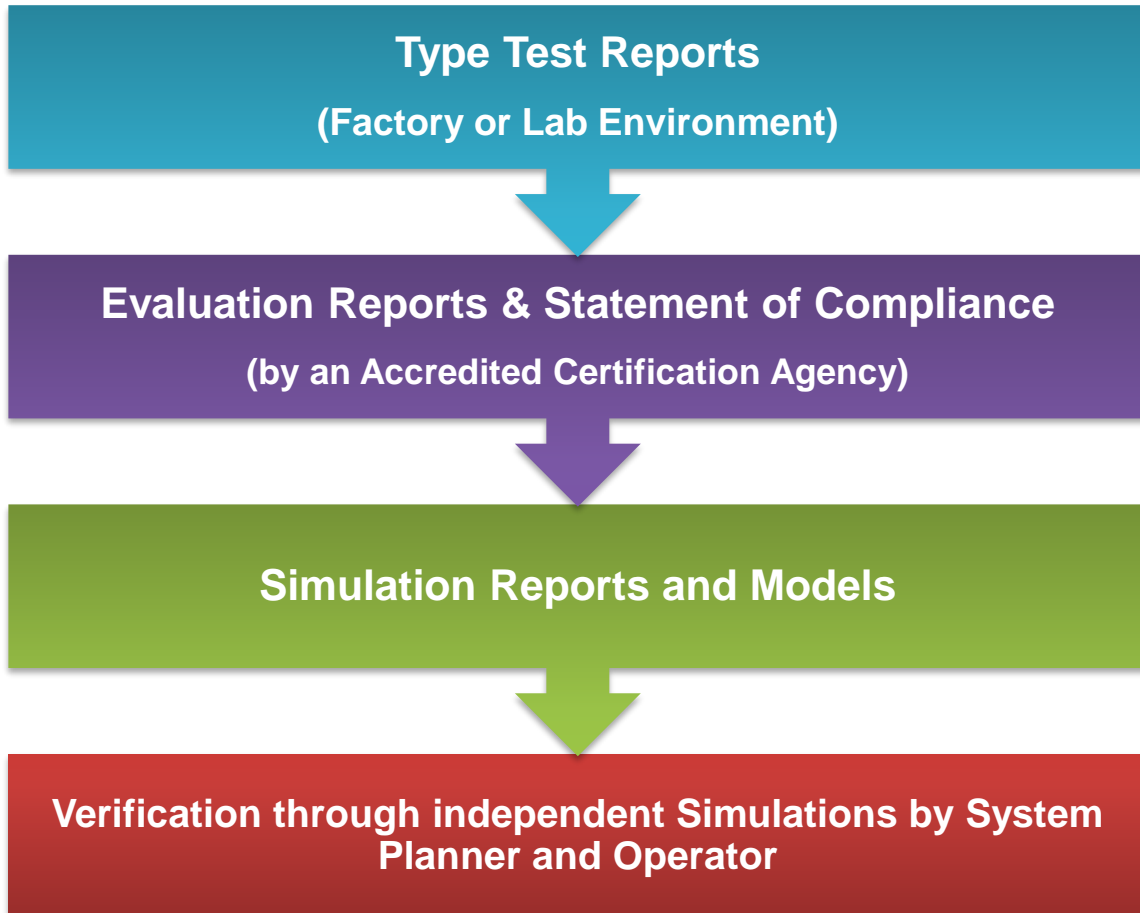 Type Test Reports
(Factory or Lab Environment)
Evaluation Reports & Statement of Compliance
(by an Accredited Certification Agency)
Simulation Reports and Models
Verification through independent Simulations by System
Planner and Operator